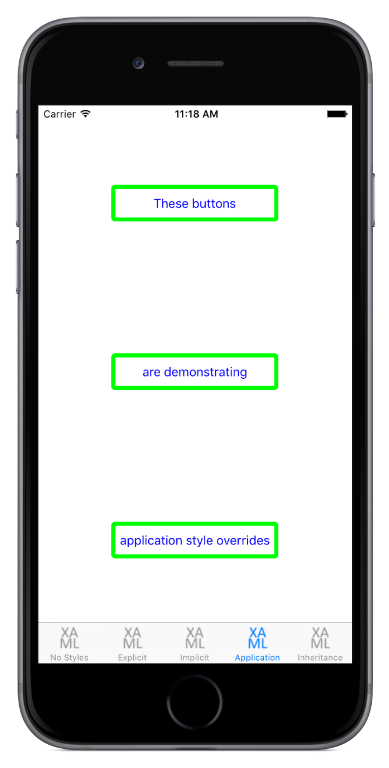 Carrier 11:18 AM
These buttons
are demonstrating
application style overrides
XA XA XA XA XA
ML ML ML ML ML
No Styles Explicit Implicit Application Inheritance